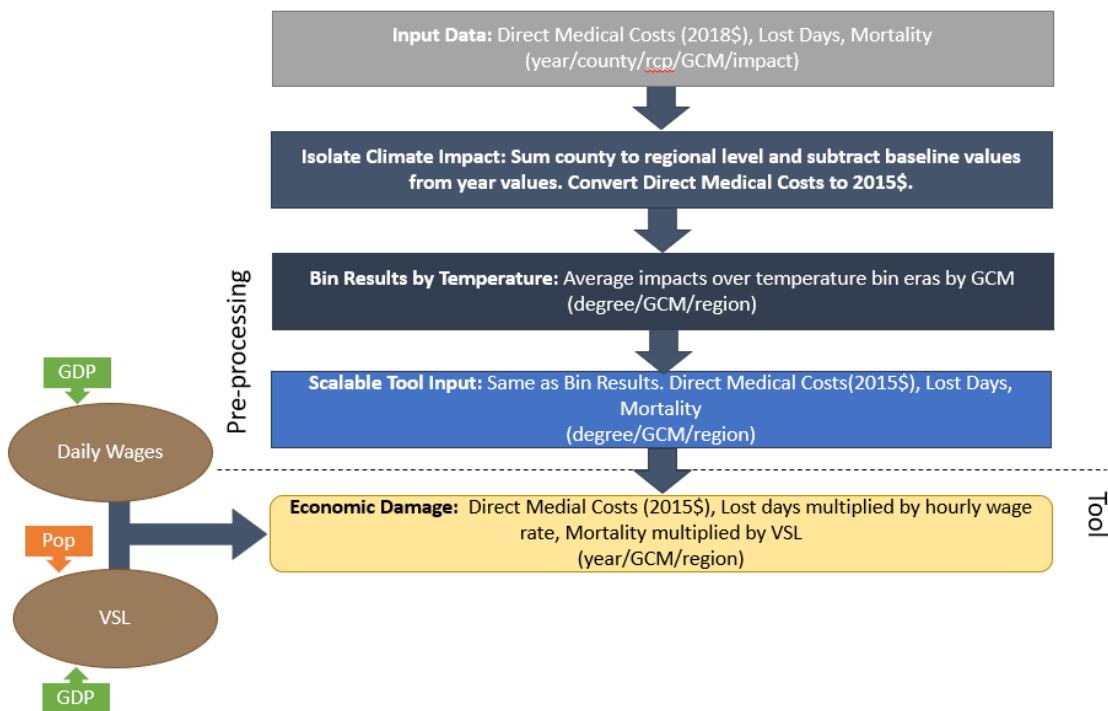 Input Data: Direct Medical Costs (2018$), Lost Days, Mortality
(year/county/rcp/GCM/impact)
Isolate Climate Impact: Sum county to regional level and subtract baseline values
from year values. Convert Direct Medical Costs to 2015$.
Bin Results by Temperature: Average impacts over temperature bin eras by GCM
(degree/GCM/region)
Pre-processing
Scalable Tool Input: Same as Bin Results. Direct Medical Costs(2015$), Lost Days,
Mortality
(degree/GCM/region)
GDP
Daily Wages
Economic Damage: Direct Medial Costs (2015$), Lost days multiplied by hourly wage
rate, Mortality multiplied by VSL
(year/GCM/region)
Tool
Pop
VSL
GDP